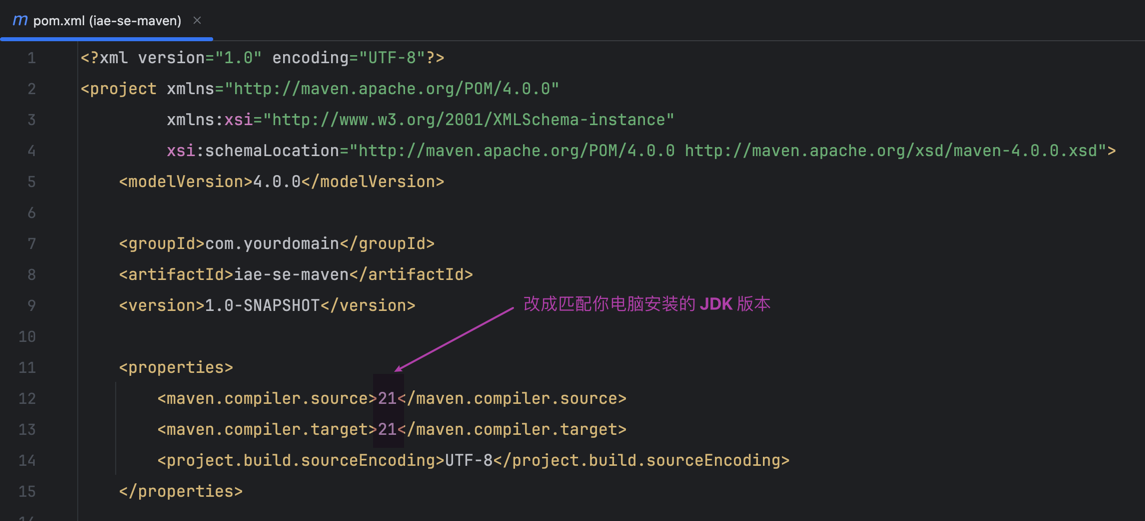 m pom.xml (iae-se-maven) ×
1 <?xml version="1.0" encoding="UTF-8"?>
2 <project xmlns="http://maven.apache.org/POM/4.0.0"
3 xmlns:xsi="http://www.w3.org/2001/XMLSchema-instance"
4 xsi:schemaLocation="http://maven.apache.org/POM/4.0.0 http://maven.apache.org/xsd/maven-4.0.0.xsd">
5 <modelVersion>4.0.0</modelVersion>
6
7 <groupId>com.yourdomain</groupId>
8 <artifactId>iae-se-maven</artifactId>
9 <version>1.0-SNAPSHOT</version>
改成匹配你电脑安装的 JDK 版本
10
11 <properties>
12 <maven.compiler.source>21</maven.compiler.source>
13 <maven.compiler.target>21</maven.compiler.target>
14 <project.build.sourceEncoding>UTF-8</project.build.sourceEncoding>
15 </properties>